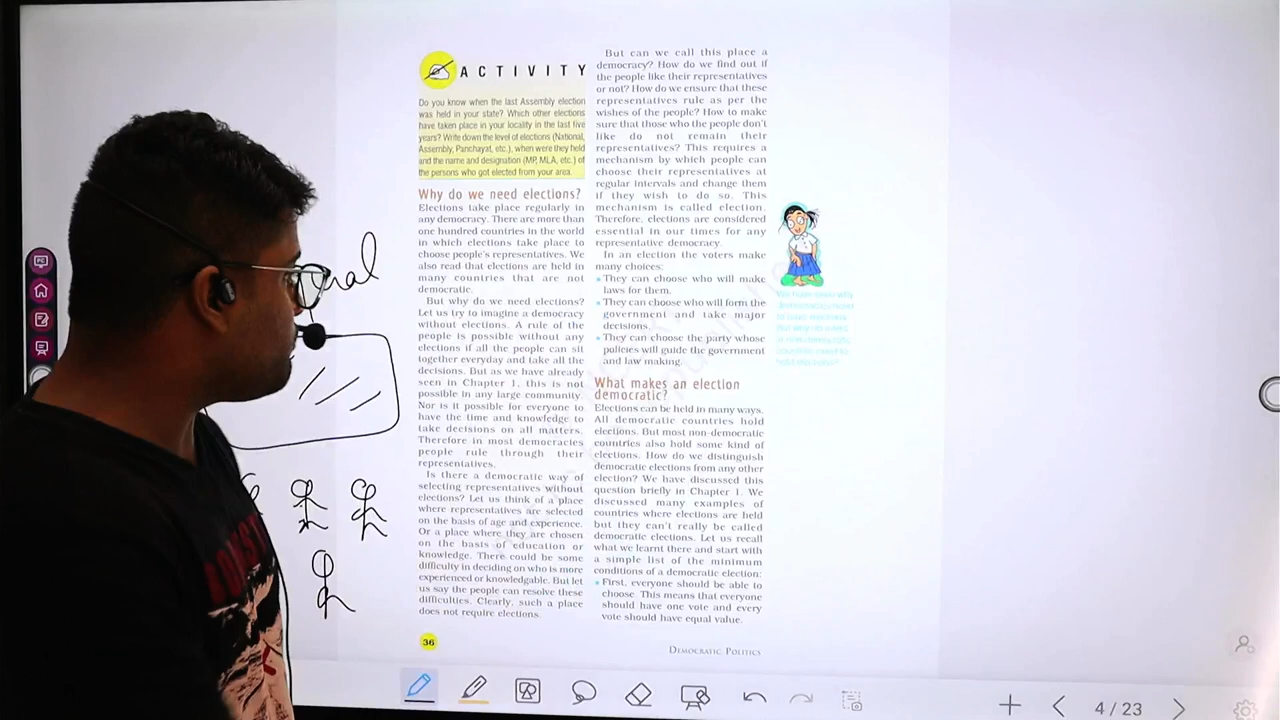 ACTIVITY
Do you know when the last Assembly election
was held in your state? Which other elections
have taken place in your locality in the last five
years? Write down the level of elections (National,
Assembly, Panchayat, etc.), when were they held
and the name and designation (MP, MLA, etc.) of
the persons who got elected from your area.
Why do we need elections?
Elections take place regularly in
any democracy. There are more than
one hundred countries in the world
in which elections take place to
choose people's representatives. We
also read that elections are held in
many countries that are not
democratic.
But why do we need elections?
Let us try to imagine a democracy
without elections. A rule of the
people is possible without any
elections if all the people can sit
together everyday and take all the
decisions. But as we have already
seen in Chapter 1, this is not
possible in any large community.
Nor is it possible for everyone to
have the time and knowledge to
take decisions on all matters.
Therefore in most democracies
people rule through their
representatives.
Is there a democratic way of
selecting representatives without
elections? Let us think of a place
where representatives are selected
on the basis of age and experience.
Or a place where they are chosen
on the basis of education or
knowledge. There could be some
difficulty in deciding on who is more
experienced or knowledgable. But let
us say the people can resolve these
difficulties. Clearly, such a place
does not require elections.
36
But can we call this place a
democracy? How do we find out if
the people like their representatives
or not? How do we ensure that these
representatives rule as per the
wishes of the people? How to make
sure that those who the people don't
like do not remain their
representatives? This requires a
mechanism by which people can
choose their representatives at
regular intervals and change them
if they wish to do so. This
mechanism is called election.
Therefore, elections are considered
essential in our times for any
representative democracy.
In an election the voters make
many choices:
They can choose who will make
laws for them.
They can choose who will form the
government and take major
decisions.
They can choose the party whose
policies will guide the government
and law making.
What makes an election
democratic?
Elections can be held in many ways.
All democratic countries hold
elections. But most non-democratic
countries also hold some kind of
elections. How do we distinguish
democratic elections from any other
election? We have discussed this
question briefly in Chapter 1. We
discussed many examples of
countries where elections are held
but they can't really be called
democratic elections. Let us recall
what we learnt there and start with
a simple list of the minimum
conditions of a democratic election:
First, everyone should be able to
choose. This means that everyone
should have one vote and every
vote should have equal value.
DEMOCRATIC POLITICS
4 / 23